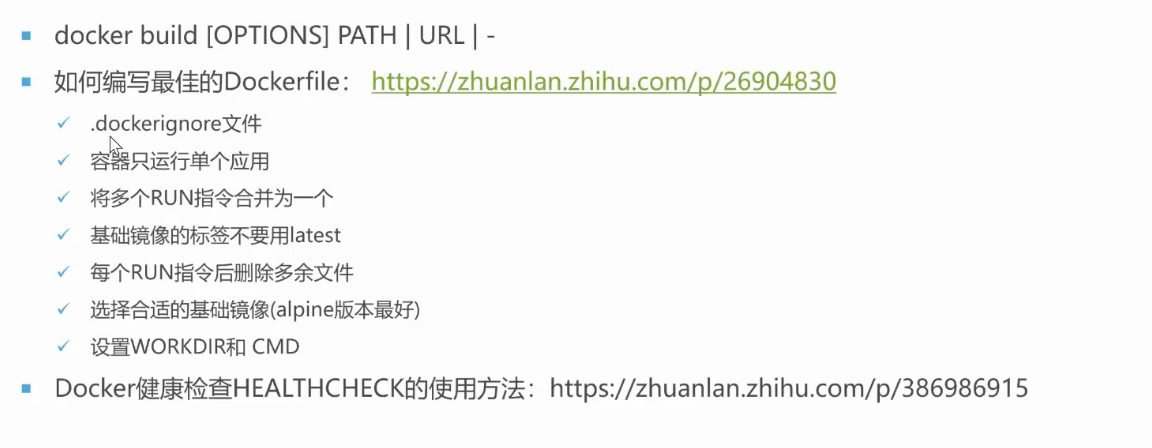 docker build [OPTIONS] PATH | URL | -
如何编写最佳的Dockerfile： https://zhuanlan.zhihu.com/p/26904830
.dockerignore文件
容器只运行单个应用
将多个RUN指令合并为一个
基础镜像的标签不要用latest
每个RUN指令后删除多余文件
选择合适的基础镜像(alpine版本最好)
设置WORKDIR和 CMD
Docker健康检查HEALTHCHECK的使用方法：https://zhuanlan.zhihu.com/p/386986915